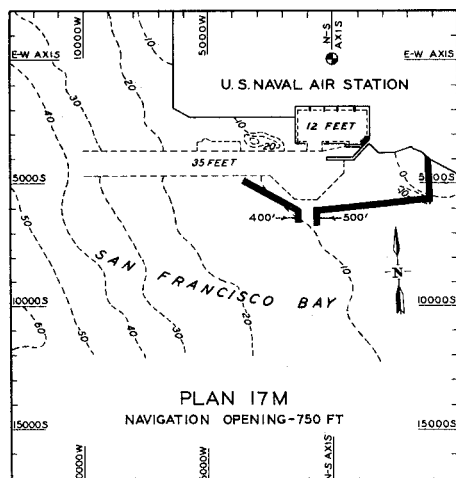 10000W
5000W
N-S AXIS
E-W AXIS
E-W AXIS
U.S. NAVAL AIR STATION
12 FEET
35 FEET
-10
-20
-30
-40
-10
-20
0
-10
5000S
5000S
400'
500'
SAN FRANCISCO BAY
N
-10
-20
-30
-40
-50
-60
10000S
10000S
PLAN 17M
NAVIGATION OPENING-750 FT
15000S
15000S
10000W
5000W
N-S AXIS